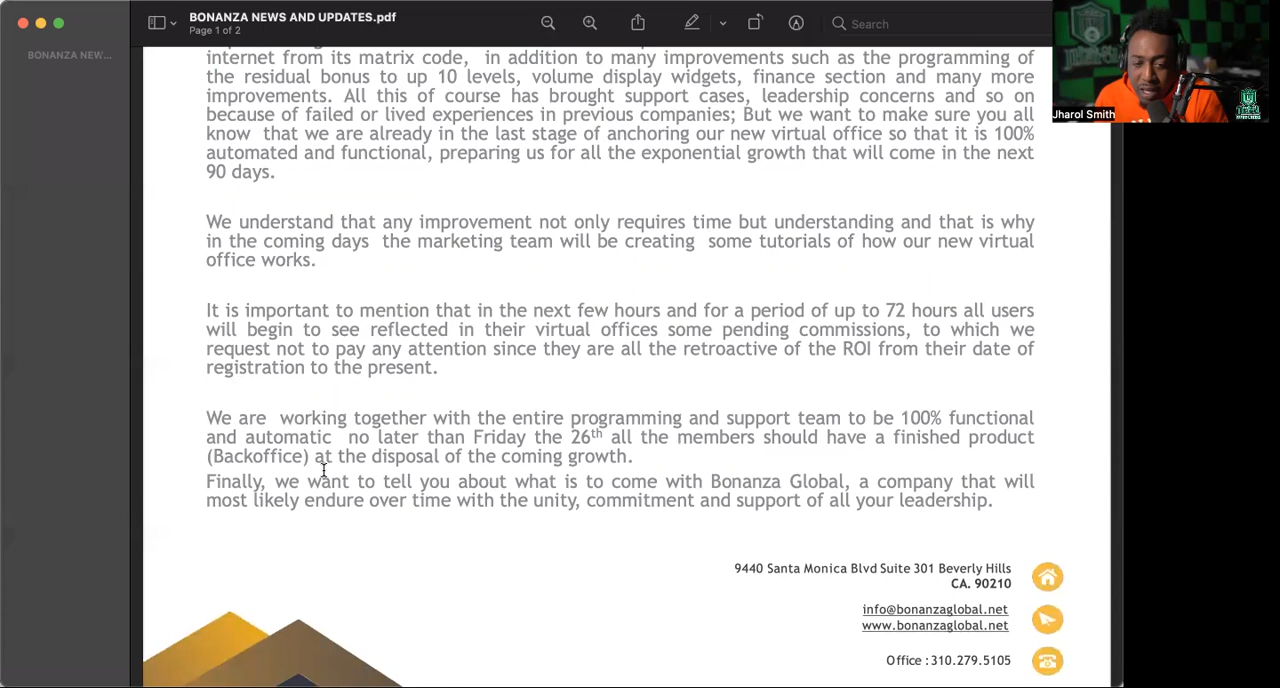 BONANZA NEWS AND UPDATES.pdf
Page 1 of 2
Search
BONANZA NEW...
internet from its matrix code, in addition to many improvements such as the programming of
the residual bonus to up 10 levels, volume display widgets, finance section and many more
improvements. All this of course has brought support cases, leadership concerns and so on
because of failed or lived experiences in previous companies; But we want to make sure you all
know that we are already in the last stage of anchoring our new virtual office so that it is 100%
automated and functional, preparing us for all the exponential growth that will come in the next
90 days.
We understand that any improvement not only requires time but understanding and that is why
in the coming days the marketing team will be creating some tutorials of how our new virtual
office works.
It is important to mention that in the next few hours and for a period of up to 72 hours all users
will begin to see reflected in their virtual offices some pending commissions, to which we
request not to pay any attention since they are all the retroactive of the ROI from their date of
registration to the present.
We are working together with the entire programming and support team to be 100% functional
and automatic no later than Friday the 26th all the members should have a finished product
(Backoffice) at the disposal of the coming growth.
Finally, we want to tell you about what is to come with Bonanza Global, a company that will
most likely endure over time with the unity, commitment and support of all your leadership.
9440 Santa Monica Blvd Suite 301 Beverly Hills
CA. 90210
info@bonanzaglobal.net
www.bonanzaglobal.net
Office : 310.279.5105
Jharol Smith